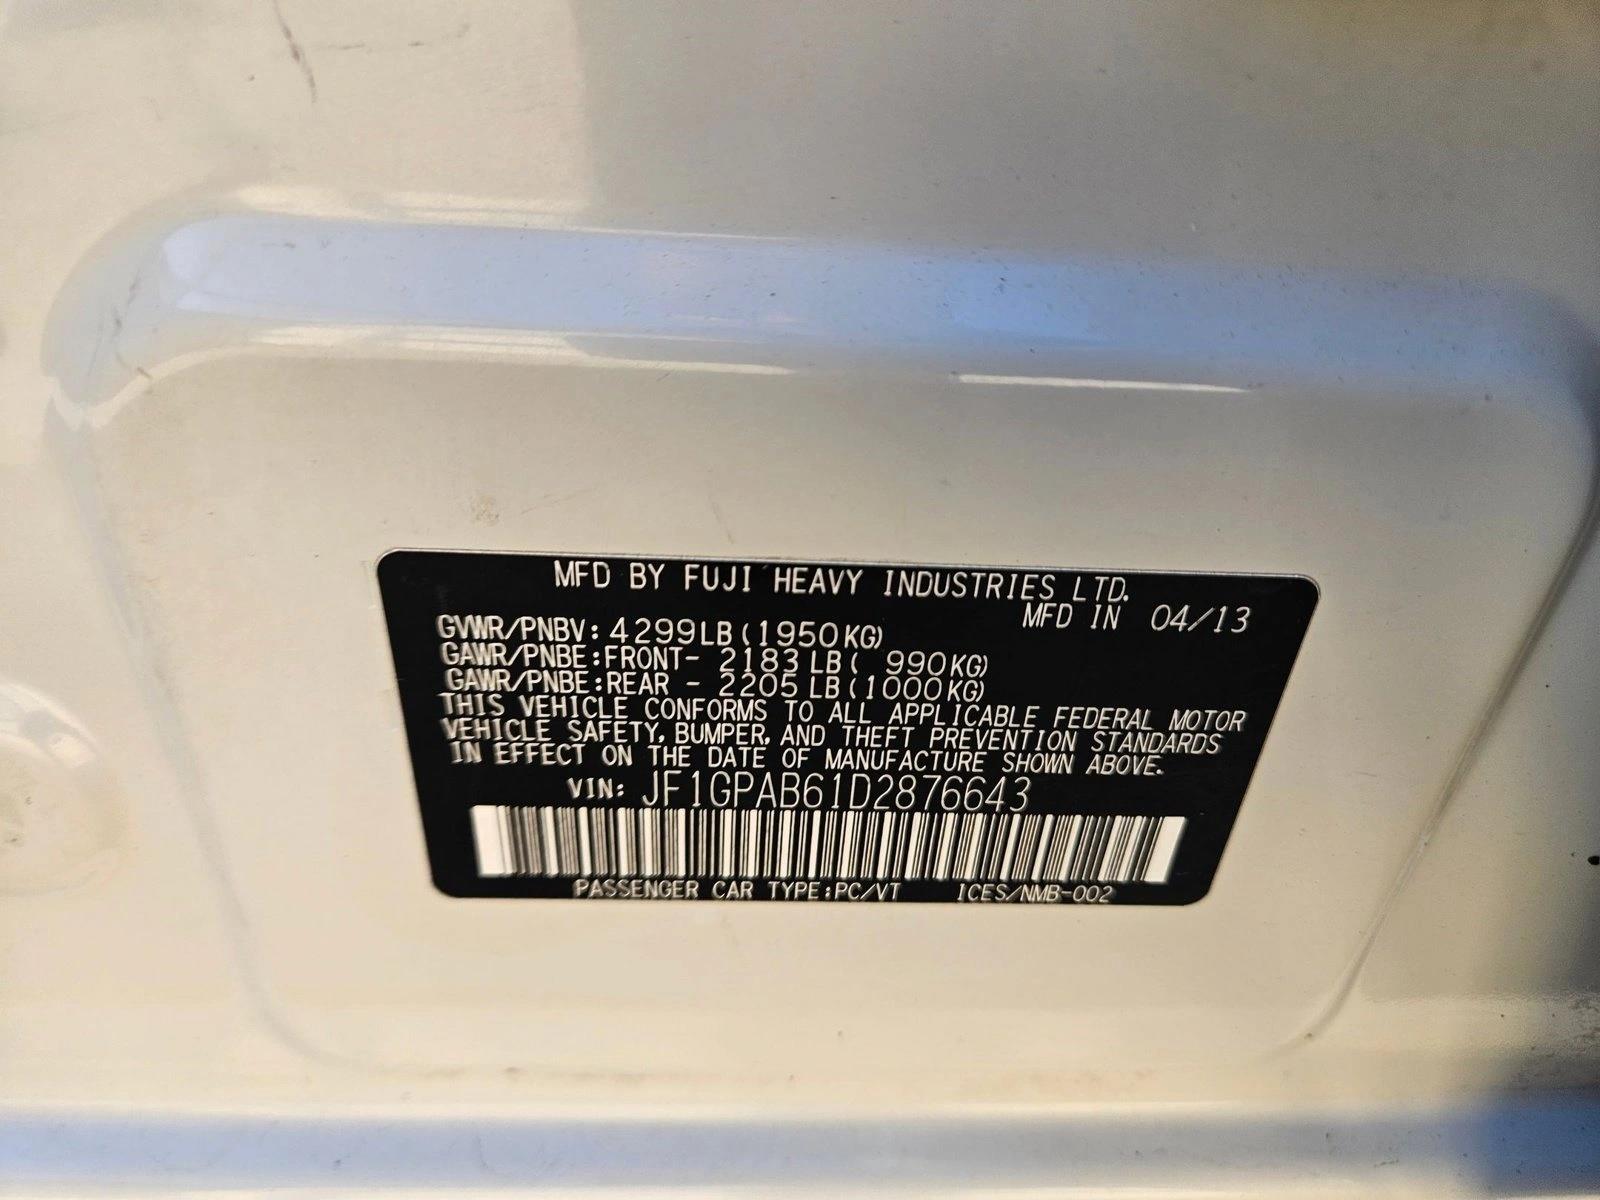 MFD BY FUJI HEAVY INDUSTRIES LTD.
MFD IN 04/13
GVWR/PNBV: 4299LB (1950KG)
GAWR/PNBE:FRONT- 2183 LB ( 990KG)
GAWR/PNBE:REAR - 2205 LB (1000KG)
THIS VEHICLE CONFORMS TO ALL APPLICABLE FEDERAL MOTOR
VEHICLE SAFETY, BUMPER, AND THEFT PREVENTION STANDARDS
IN EFFECT ON THE DATE OF MANUFACTURE SHOWN ABOVE.
VIN: JF1GPAB61D2876643
PASSENGER CAR TYPE:PC/VT ICES/NMB-002